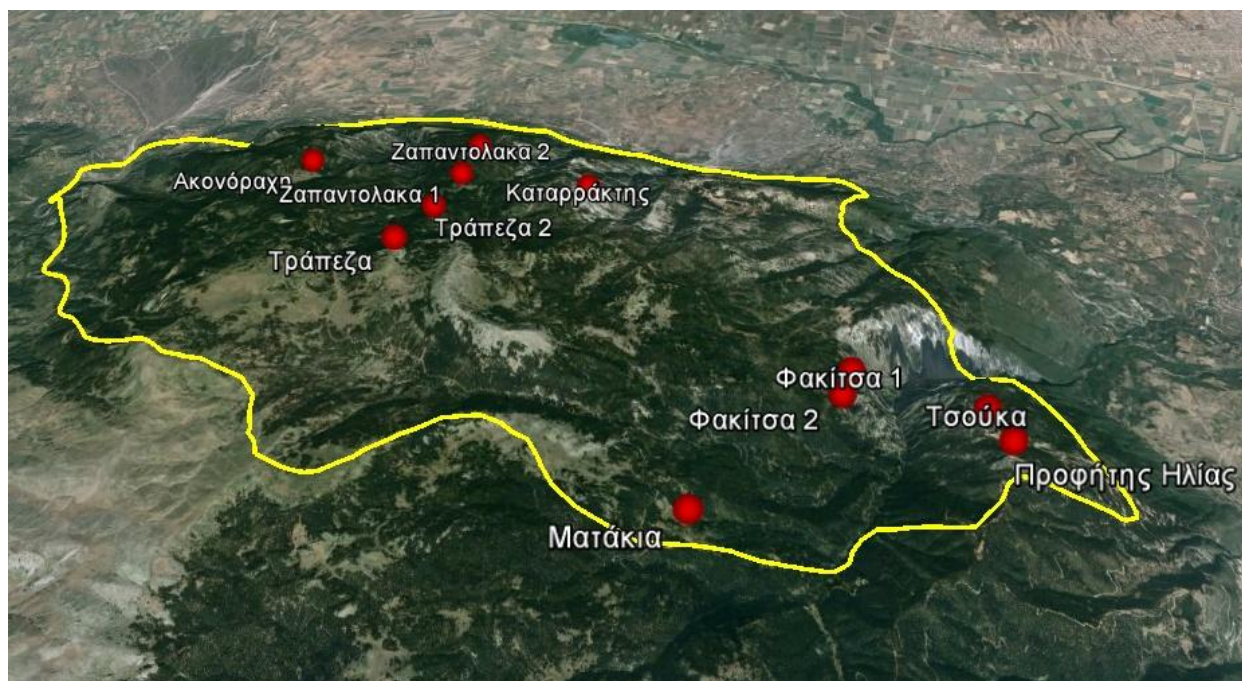 Ζαπαντολακα 2
Ακονόραχη
Ζαπαντολακα 1
Καταρράκτης
Τράπεζα 2
Τράπεζα
Φακίτσα 1
Φακίτσα 2
Τσούκα
Προφήτης Ηλίας
Ματάκια